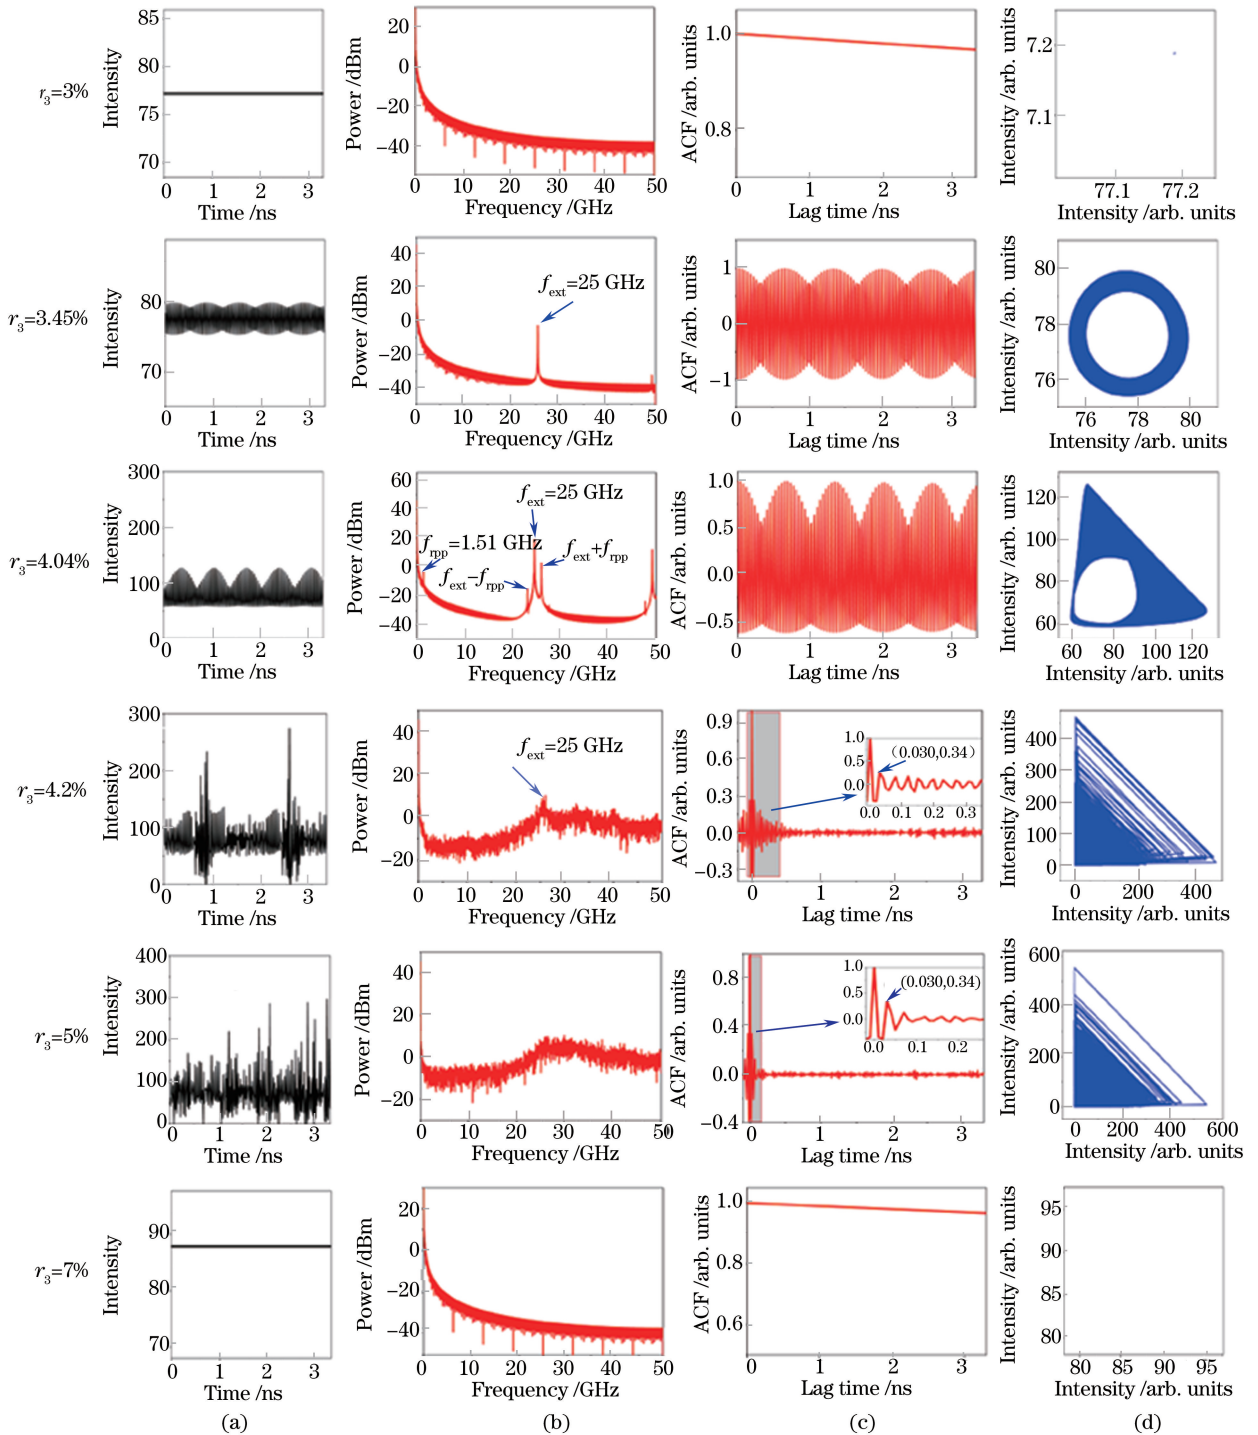 r3=3%
Intensity
85
80
75
70
0 1 2 3
Time /ns
Power /dBm
20
0
−20
−40
0 10 20 30 40 50
Frequency /GHz
ACF /arb. units
1.0
0.8
0 1 2 3
Lag time /ns
Intensity /arb. units
7.2
7.1
77.1 77.2
Intensity /arb. units
r3=3.45%
Intensity
80
70
0 1 2 3
Time /ns
Power /dBm
40
20
0
−20
−40
fext=25 GHz
0 10 20 30 40 50
Frequency /GHz
ACF /arb. units
1
0
−1
0 1 2 3
Lag time /ns
Intensity /arb. units
80
78
76
76 78 80
Intensity /arb. units
r3=4.04%
Intensity
300
200
100
0
0 1 2 3
Time /ns
Power /dBm
60
40
20
0
−20
−40
fext=25 GHz
frpp=1.51 GHz
fext+frpp
fext−frpp
0 10 20 30 40 50
Frequency /GHz
ACF /arb. units
1.0
0.5
0.0
−0.5
0 1 2 3
Lag time /ns
Intensity /arb. units
120
100
80
60
60 80 100 120
Intensity /arb. units
r3=4.2%
Intensity
300
200
100
0
0 1 2 3
Time /ns
Power /dBm
40
20
0
−20
fext=25 GHz
0 10 20 30 40 50
Frequency /GHz
ACF /arb. units
0.9
0.6
0.3
0.0
−0.3
1.0
0.5
0.0
(0.030,0.34)
0.0 0.1 0.2 0.3
0 1 2 3
Lag time /ns
Intensity /arb. units
400
300
200
100
0
0 200 400
Intensity /arb. units
r3=5%
Intensity
400
300
200
100
0
0 1 2 3
Time /ns
Power /dBm
40
20
0
−20
0 10 20 30 40 50
Frequency /GHz
ACF /arb. units
0.8
0.4
0.0
−0.4
1.0
0.5
0.0
(0.030,0.34)
0.0 0.1 0.2
0 1 2 3
Lag time /ns
Intensity /arb. units
600
400
200
0
0 200 400 600
Intensity /arb. units
r3=7%
Intensity
90
80
70
0 1 2 3
Time /ns
Power /dBm
20
0
−20
−40
0 10 20 30 40 50
Frequency /GHz
ACF /arb. units
1.0
0.8
0.6
0 1 2 3
Lag time /ns
Intensity /arb. units
95
90
85
80
80 85 90 95
Intensity /arb. units
(a) (b) (c) (d)